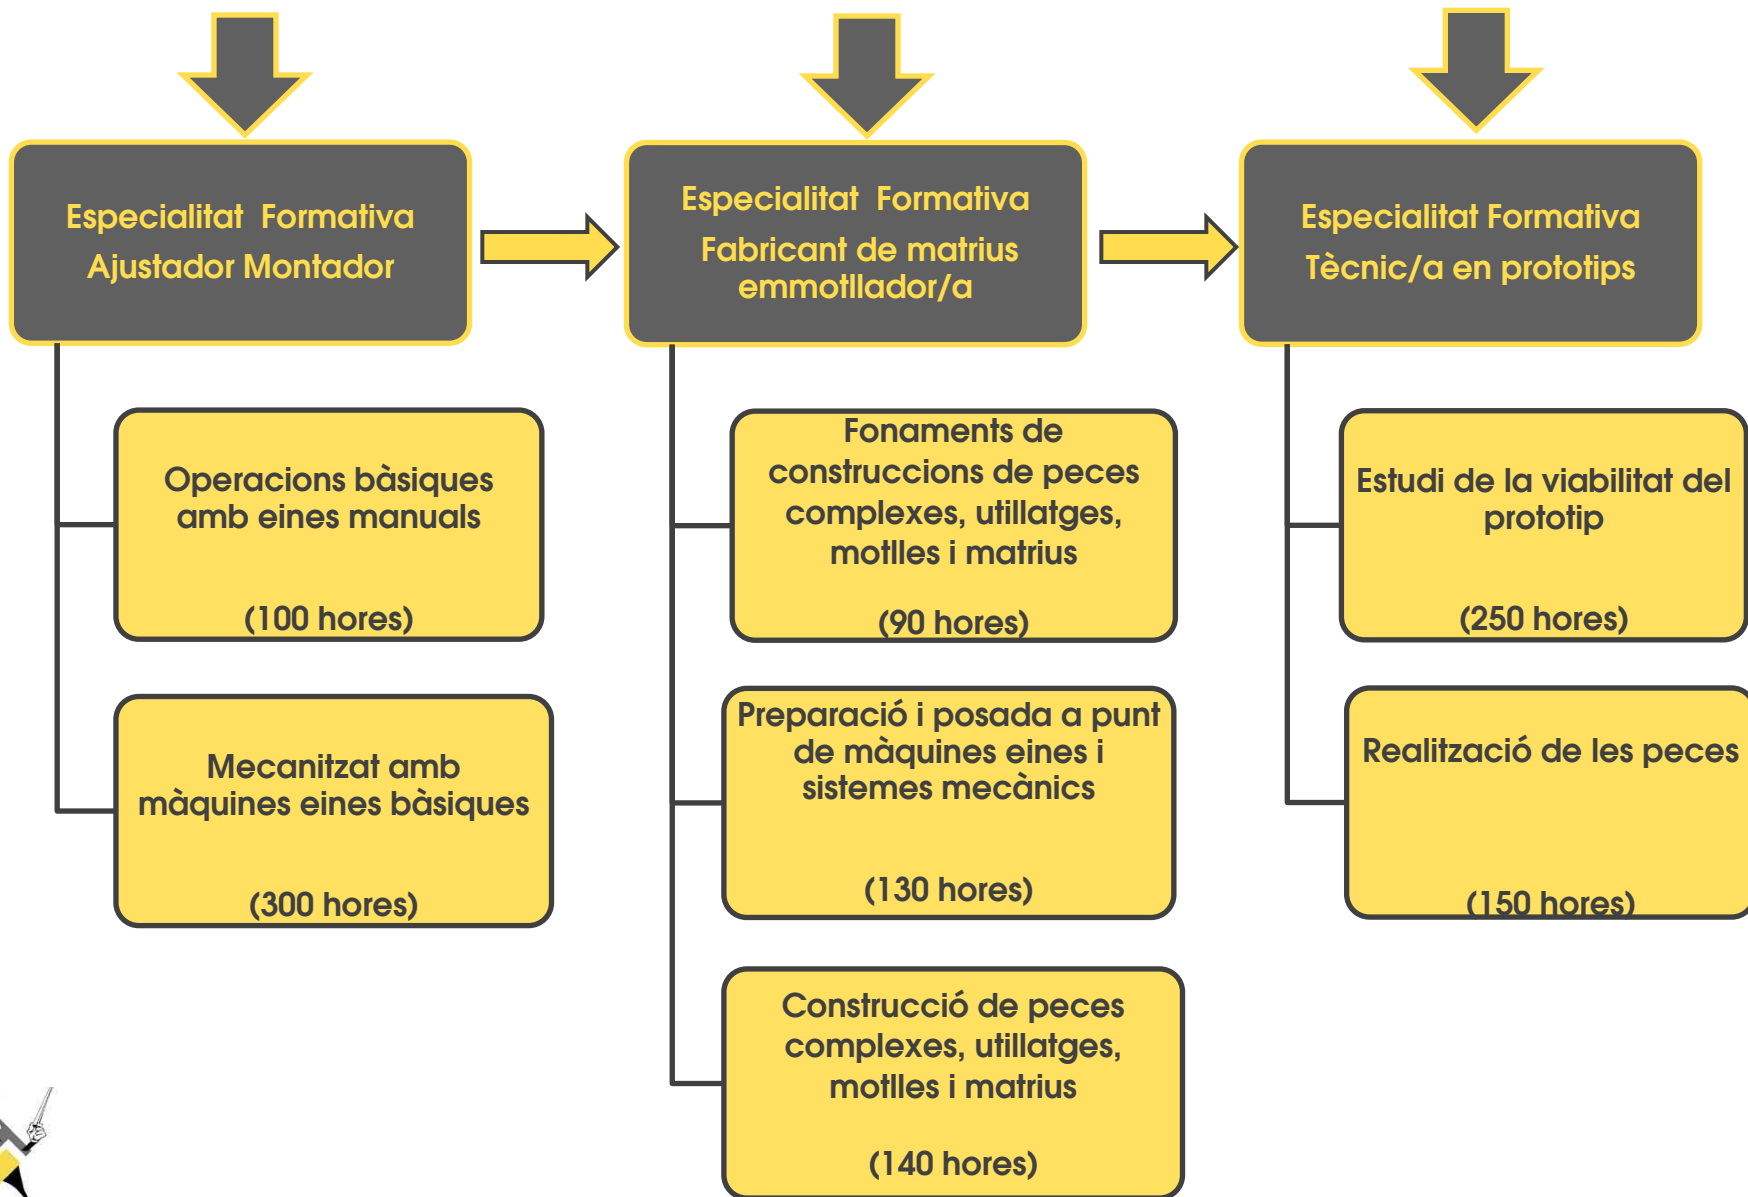 Especialitat Formativa
Ajustador Montador
Operacions bàsiques
amb eines manuals
(100 hores)
Mecanitzat amb
màquines eines bàsiques
(300 hores)
Especialitat Formativa
Fabricant de matrius
emmotllador/a
Fonaments de
construccions de peces
complexes, utillatges,
motlles i matrius
(90 hores)
Preparació i posada a punt
de màquines eines i
sistemes mecànics
(130 hores)
Construcció de peces
complexes, utillatges,
motlles i matrius
(140 hores)
Especialitat Formativa
Tècnic/a en prototips
Estudi de la viabilitat del
prototip
(250 hores)
Realització de les peces
(150 hores)